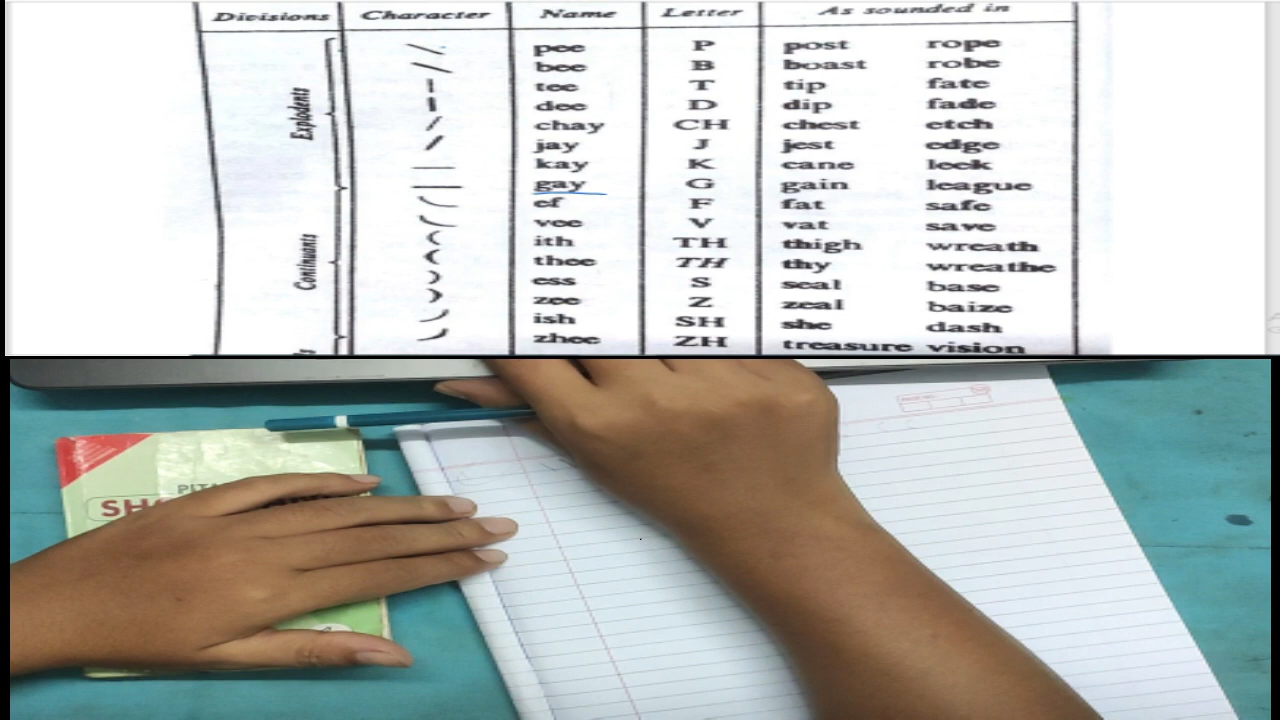 Divisions Character Name Letter As sounded in
Explodents
pee P post rope
bee B boast robe
tee T tip fate
dee D dip fade
chay CH chest etch
jay J jest edge
kay K cane leek
gay G gain league
Continuants
ef F fat safe
vee V vat save
ith TH thigh wreath
thee TH thy wreathe
ess S seal base
zee Z zeal baize
ish SH she dash
zhee ZH treasure vision